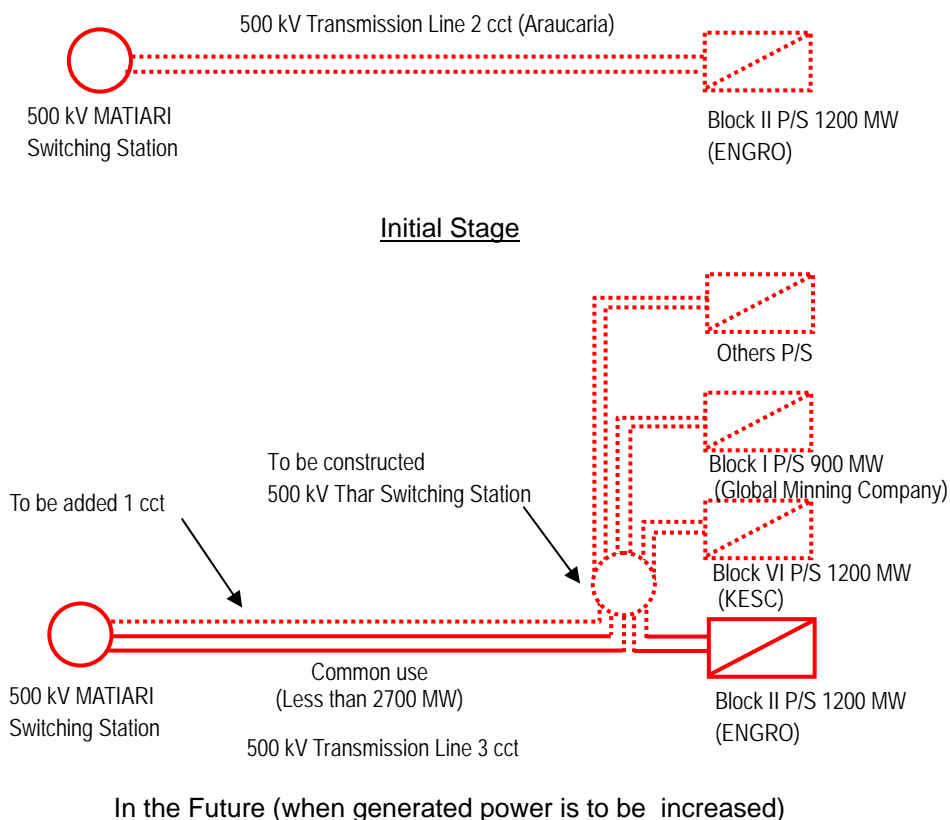 500 kV Transmission Line 2 cct (Araucaria)
500 kV MATIARI
Switching Station
Block II P/S 1200 MW
(ENGRO)
Initial Stage
Others P/S
Block I P/S 900 MW
(Global Minning Company)
To be constructed
500 kV Thar Switching Station
To be added 1 cct
Block VI P/S 1200 MW
(KESC)
Common use
(Less than 2700 MW)
500 kV MATIARI
Switching Station
Block II P/S 1200 MW
(ENGRO)
500 kV Transmission Line 3 cct
In the Future (when generated power is to be increased)